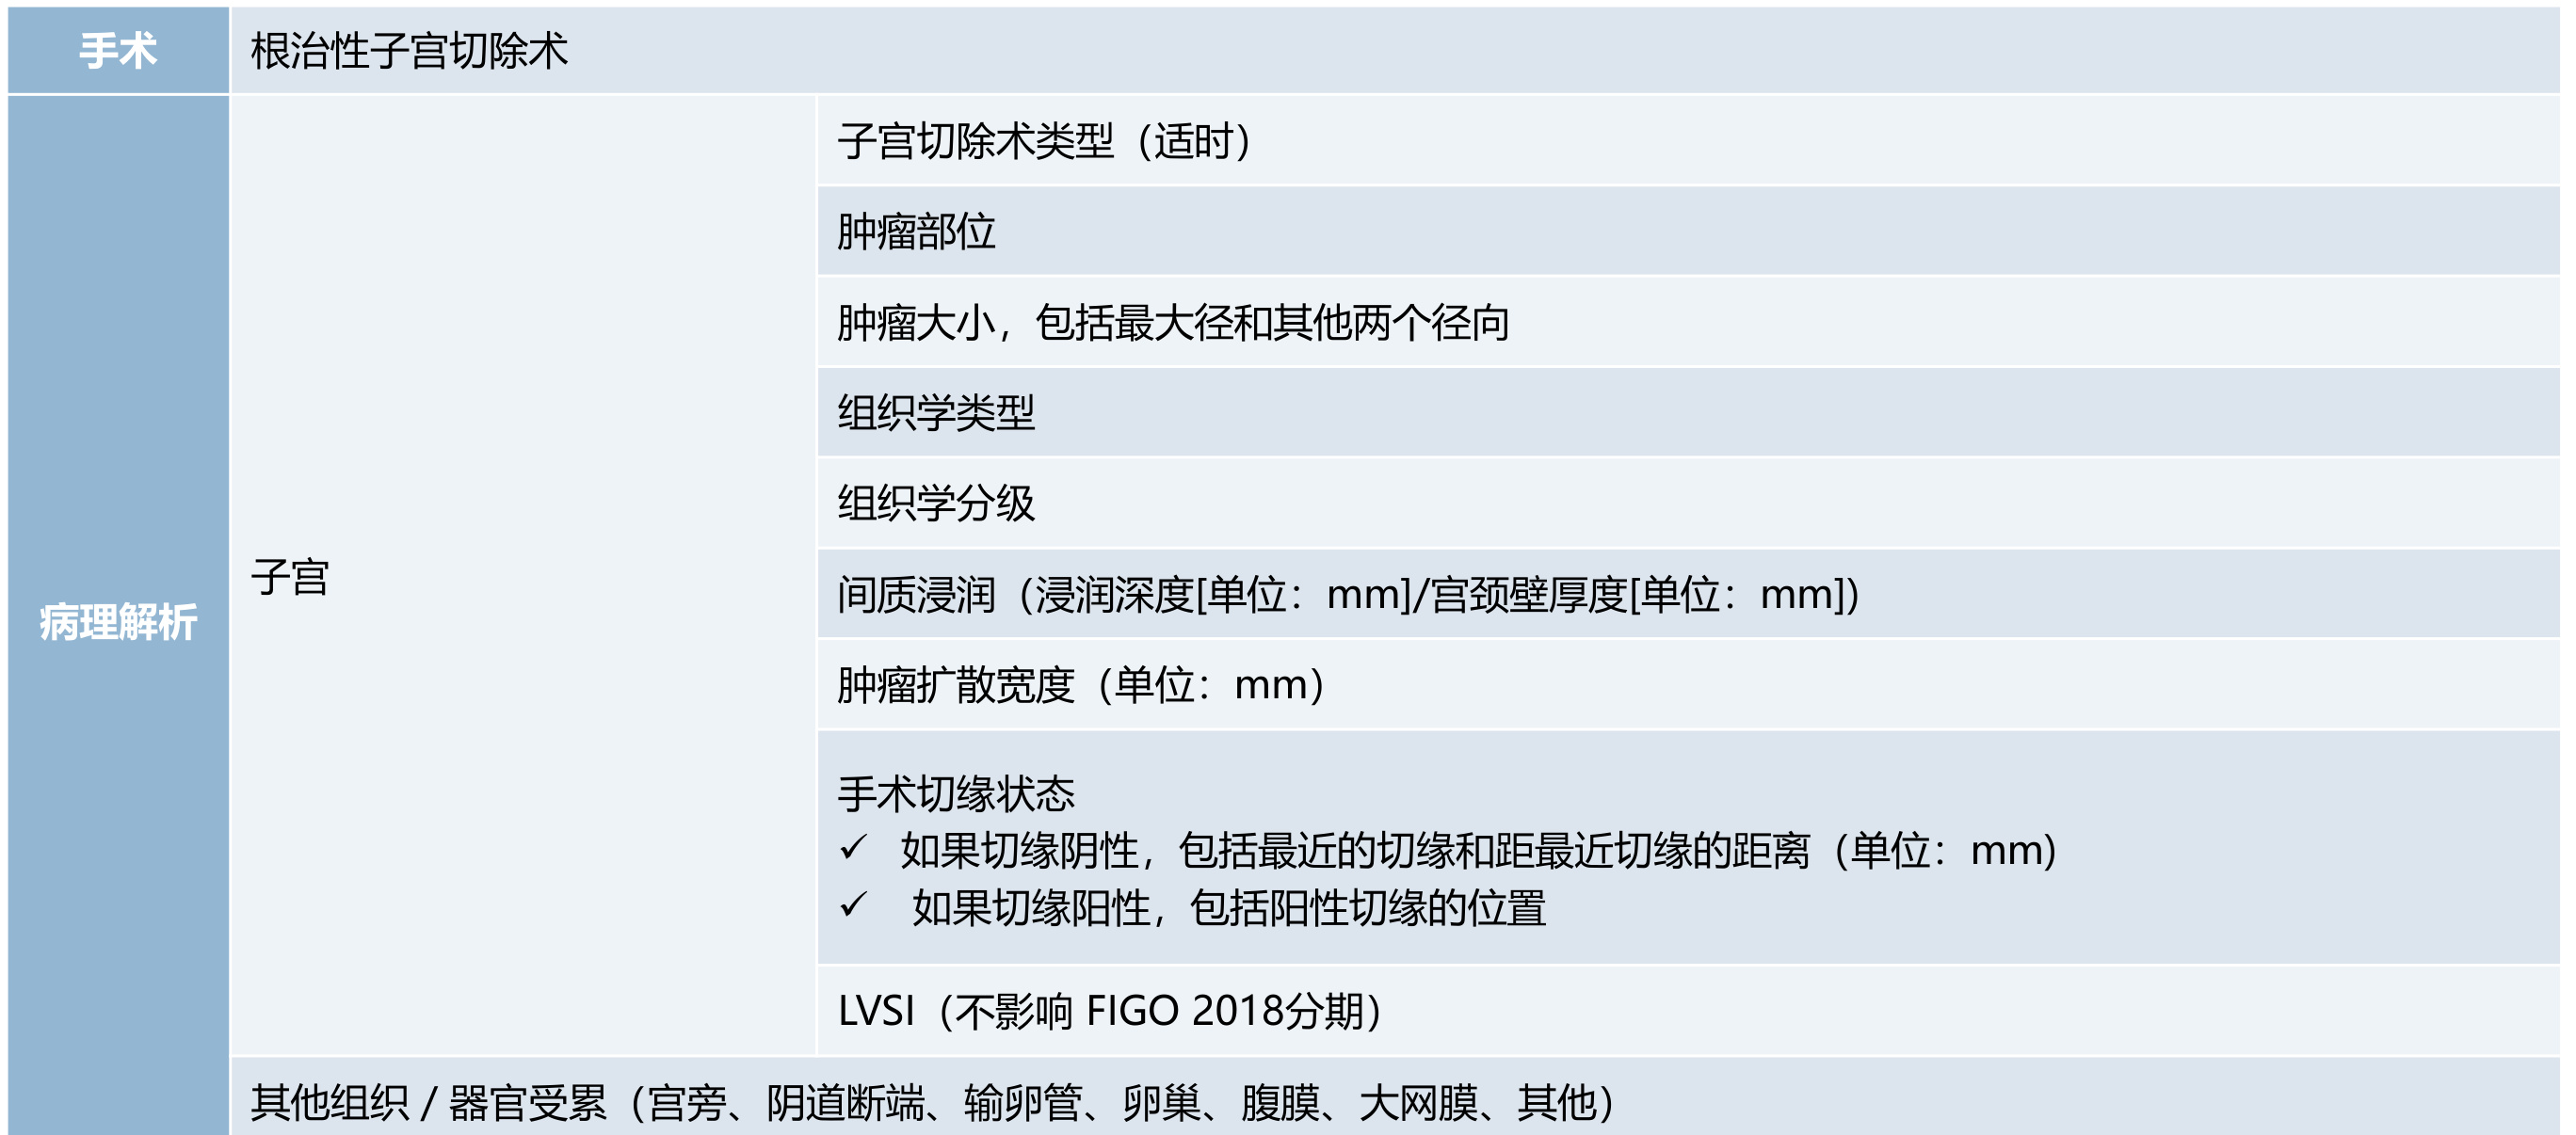 手术
根治性子宫切除术
病理解析
子宫
子宫切除术类型（适时）
肿瘤部位
肿瘤大小，包括最大径和其他两个径向
组织学类型
组织学分级
间质浸润（浸润深度[单位：mm]/宫颈壁厚度[单位：mm]）
肿瘤扩散宽度（单位：mm）
手术切缘状态
✓ 如果切缘阴性，包括最近的切缘和距最近切缘的距离（单位：mm)
✓ 如果切缘阳性，包括阳性切缘的位置
LVSI（不影响 FIGO 2018分期）
其他组织 / 器官受累（宫旁、阴道断端、输卵管、卵巢、腹膜、大网膜、其他）